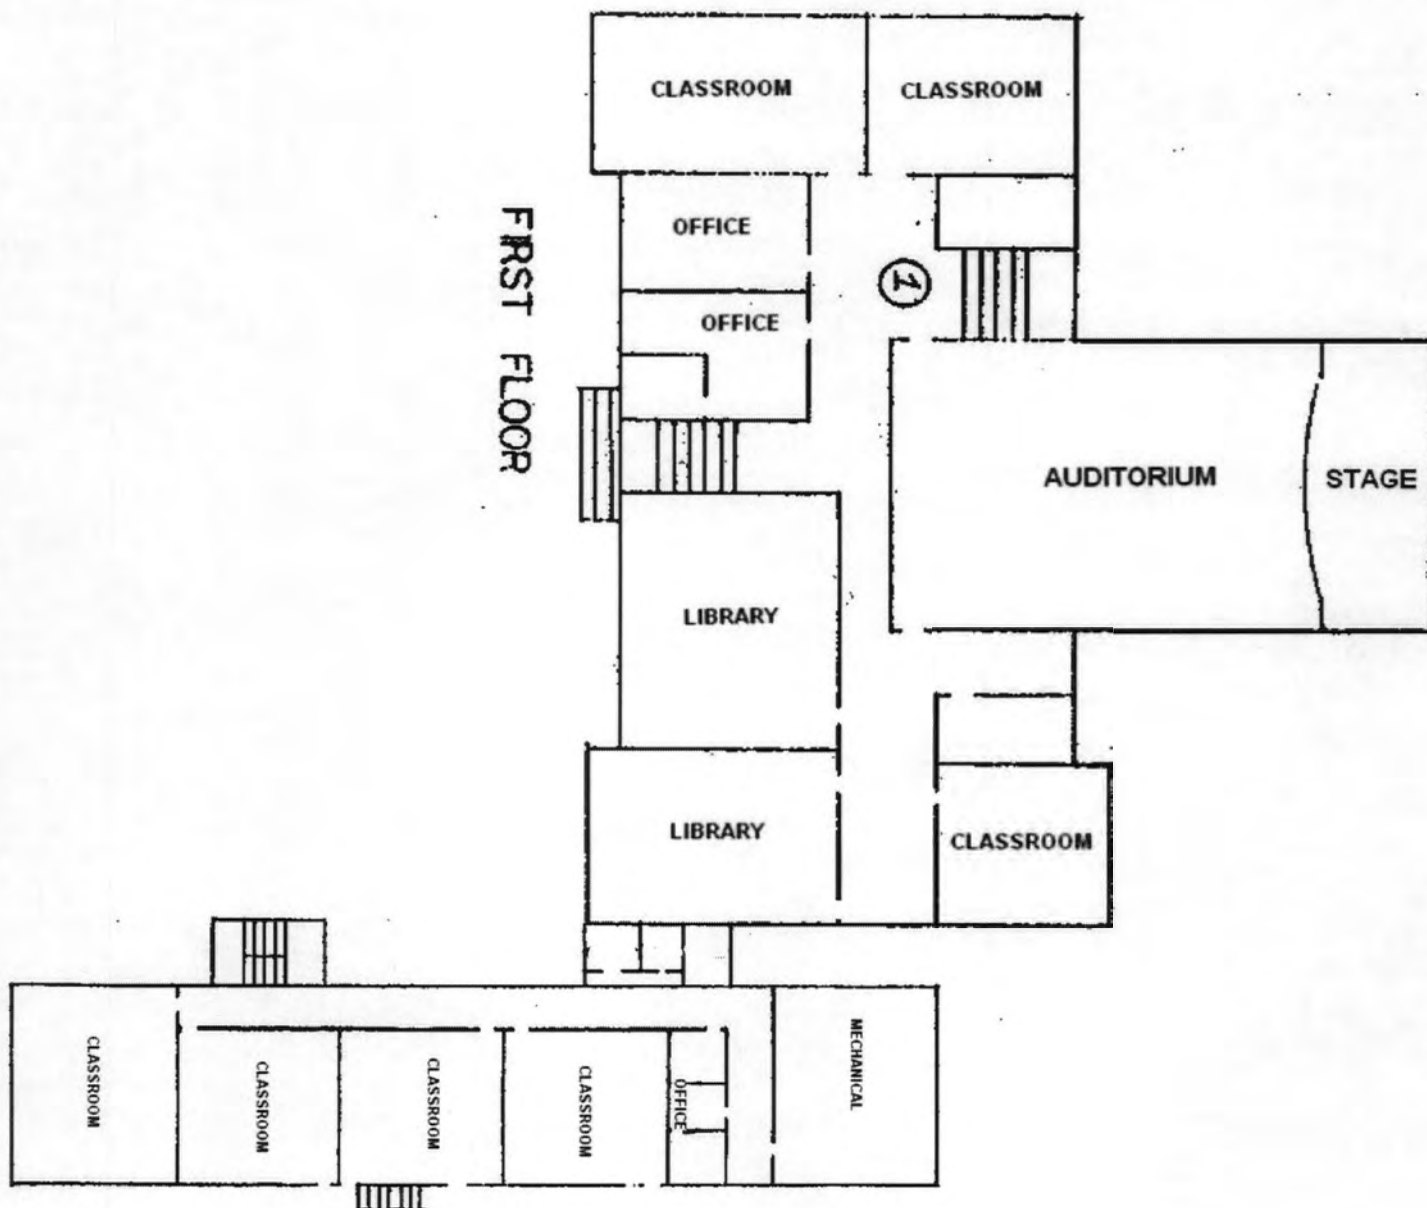 CLASSROOM
CLASSROOM
OFFICE
FIRST FLOOR
1
OFFICE
AUDITORIUM
STAGE
LIBRARY
LIBRARY
CLASSROOM
CLASSROOM
CLASSROOM
CLASSROOM
CLASSROOM
OFFICE
MECHANICAL